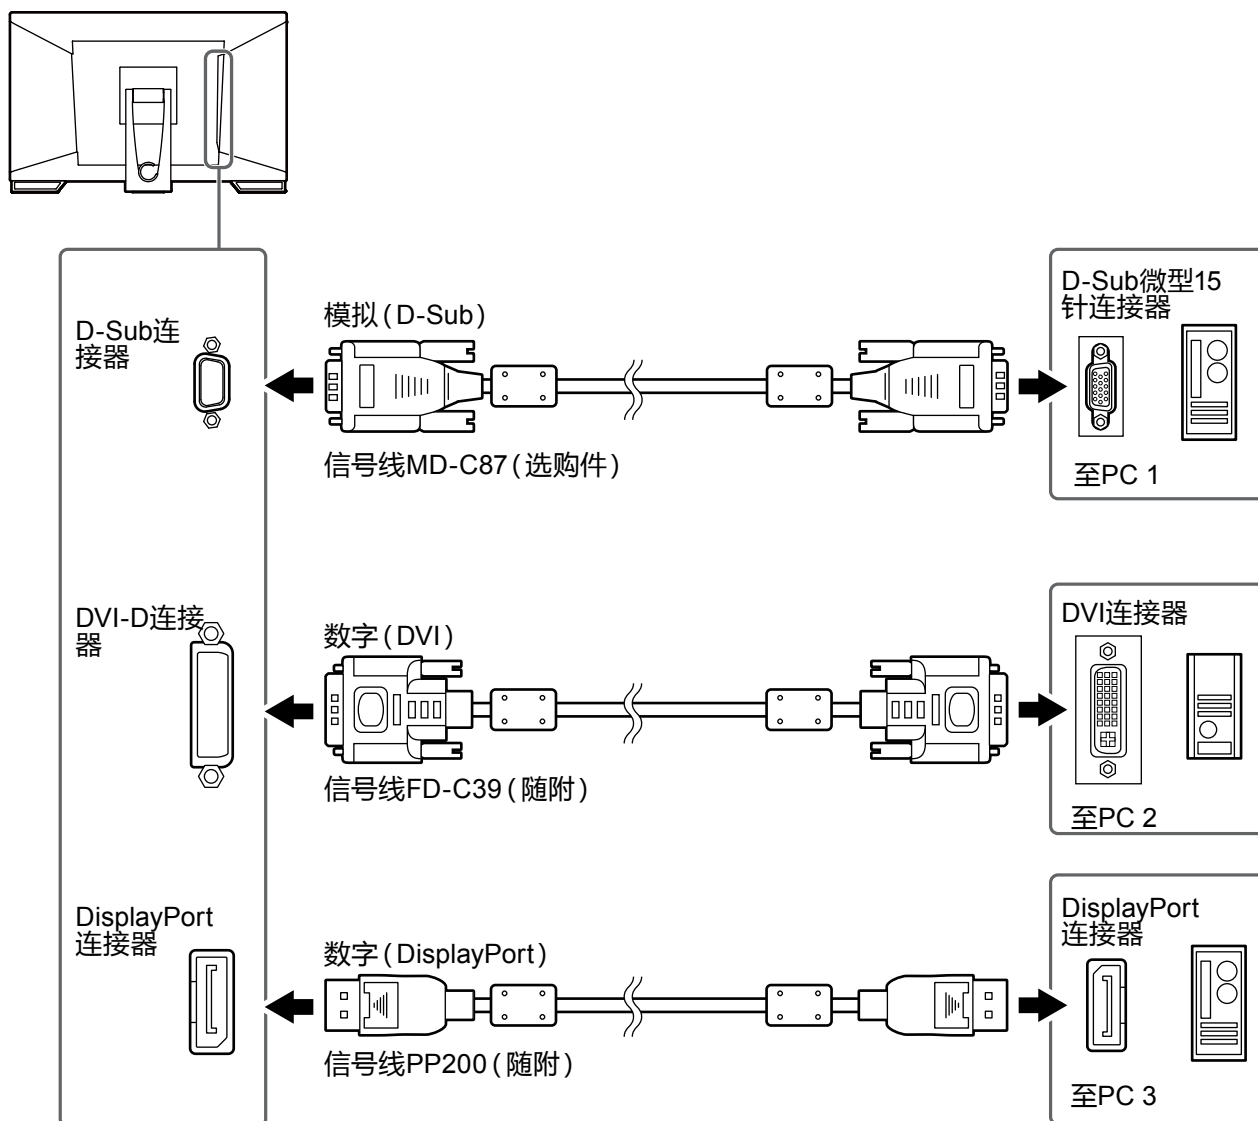 D-Sub连
接器
模拟(D-Sub)
信号线MD-C87(选购件)
D-Sub微型15
针连接器
至PC 1
DVI-D连接
器
数字(DVI)
信号线FD-C39(随附)
DVI连接器
至PC 2
DisplayPort
连接器
数字(DisplayPort)
信号线PP200(随附)
DisplayPort
连接器
至PC 3